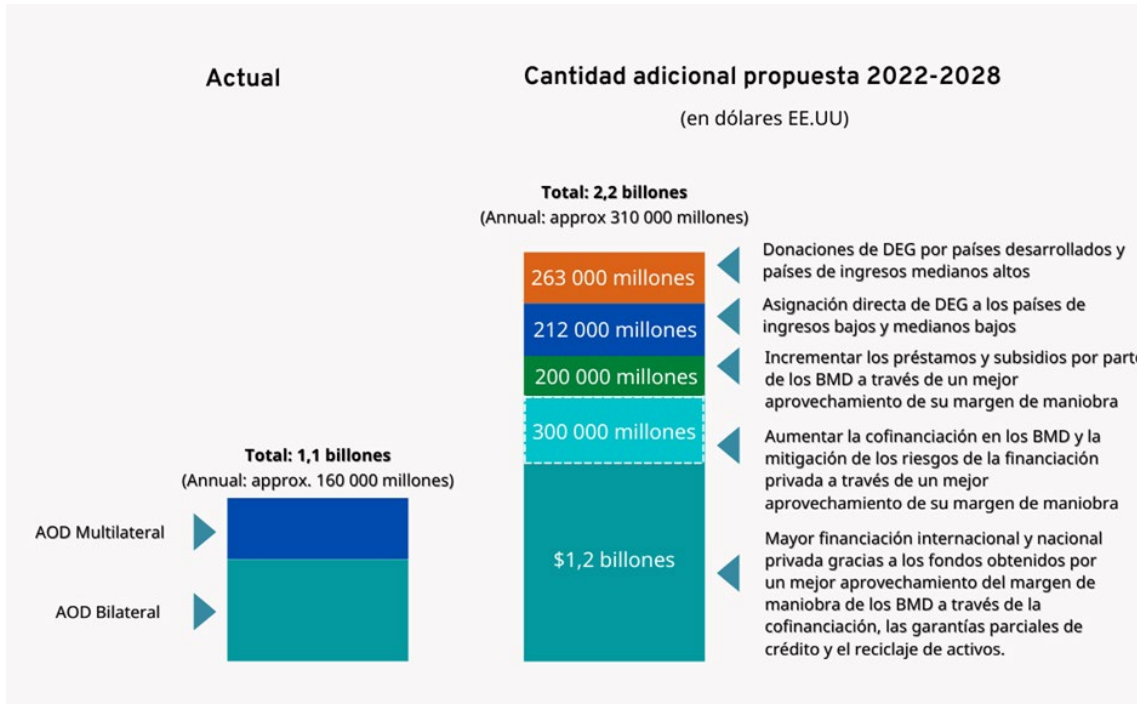 Actual
Cantidad adicional propuesta 2022-2028
(en dólares EE.UU)
Total: 2,2 billones
(Annual: approx 310 000 millones)
263 000 millones
Donaciones de DEG por países desarrollados y
países de ingresos medianos altos
212 000 millones
Asignación directa de DEG a los países de
ingresos bajos y medianos bajos
200 000 millones
Incrementar los préstamos y subsidios por parte
de los BMD a través de un mejor
aprovechamiento de su margen de maniobra
300 000 millones
Aumentar la cofinanciación en los BMD y la
mitigación de los riesgos de la financiación
privada a través de un mejor
aprovechamiento de su margen de maniobra
$1,2 billones
Mayor financiación internacional y nacional
privada gracias a los fondos obtenidos por
un mejor aprovechamiento del margen de
maniobra de los BMD a través de la
cofinanciación, las garantías parciales de
crédito y el reciclaje de activos.
Total: 1,1 billones
(Annual: approx. 160 000 millones)
AOD Multilateral
AOD Bilateral